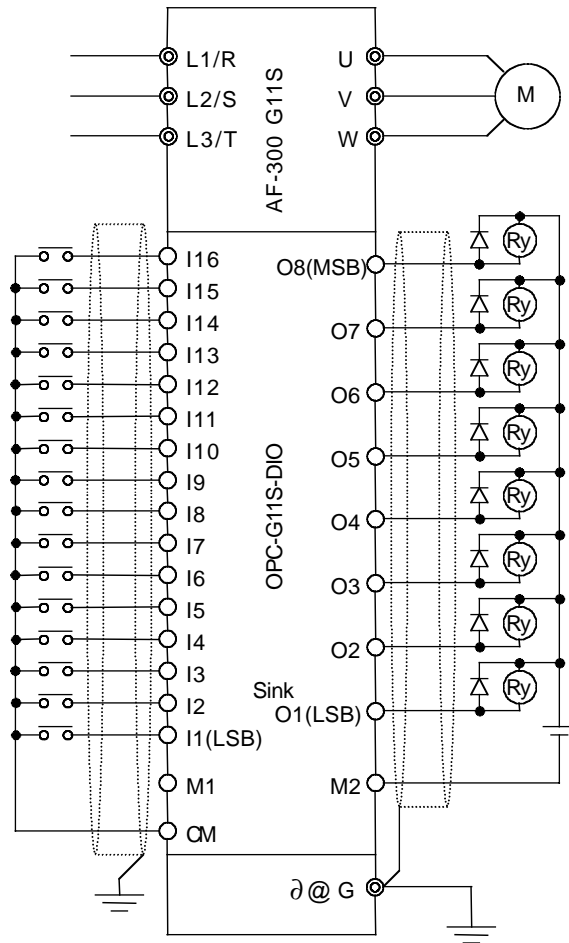 L1/R
L2/S
L3/T
AF-300 G11S
U
V
W
M
I16
I15
I14
I13
I12
I11
I10
I9
I8
I7
I6
I5
I4
I3
I2
I1(LSB)
M1
CM
OPC-G11S-DIO
Sink
O8(MSB)
O7
O6
O5
O4
O3
O2
O1(LSB)
M2
Ry
Ry
Ry
Ry
Ry
Ry
Ry
Ry
∂@ G